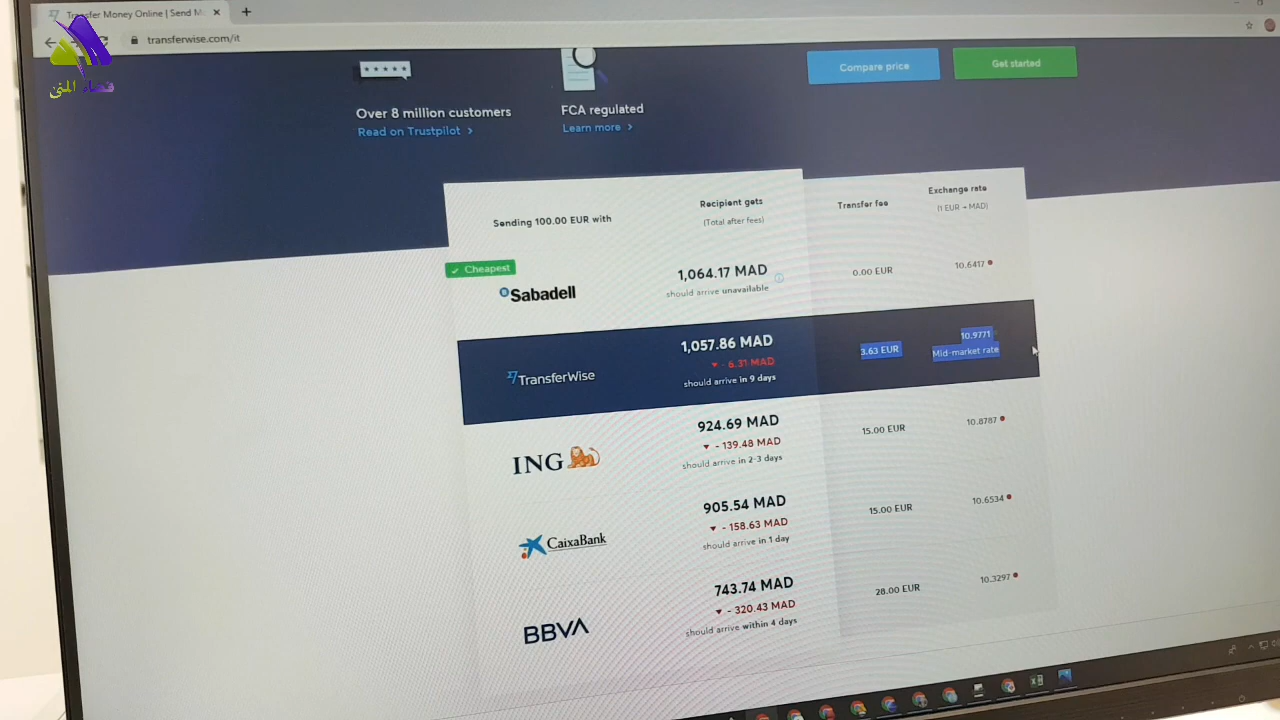 Transfer Money Online | Send M
transferwise.com/it
قضاء المنى
Over 8 million customers
Read on Trustpilot >
FCA regulated
Learn more >
Compare price
Get started
Sending 100.00 EUR with
Recipient gets
(Total after fees)
Transfer fee
Exchange rate
(1 EUR = MAD)
Cheapest
Sabadell
1,064.17 MAD
should arrive unavailable
0.00 EUR
10.6417
TransferWise
1,057.86 MAD
- 6.31 MAD
should arrive in 9 days
3.63 EUR
10.9771
Mid-market rate
ING
924.69 MAD
- 139.48 MAD
should arrive in 2-3 days
15.00 EUR
10.8787
CaixaBank
905.54 MAD
- 158.63 MAD
should arrive in 1 day
15.00 EUR
10.6534
BBVA
743.74 MAD
- 320.43 MAD
should arrive within 4 days
28.00 EUR
10.3297